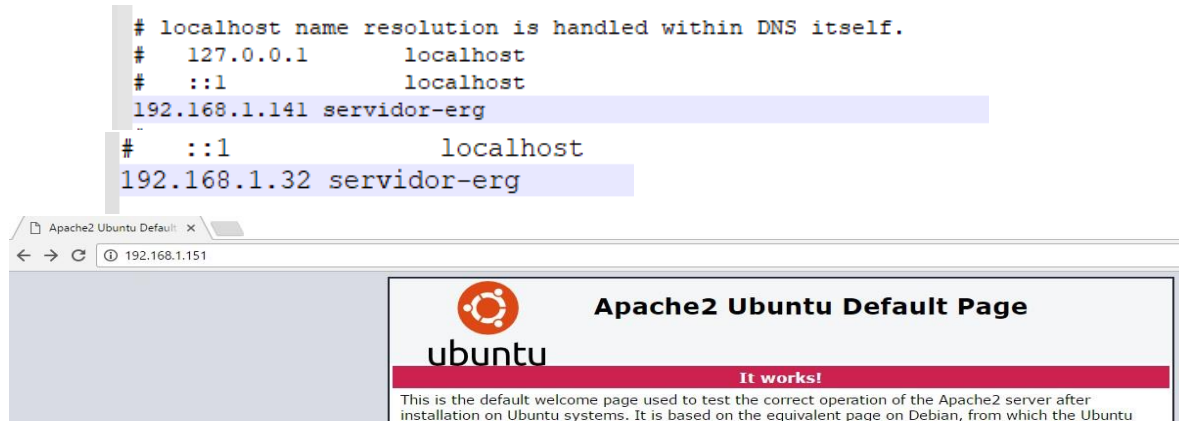 # localhost name resolution is handled within DNS itself.
# 127.0.0.1 localhost
# ::1 localhost
192.168.1.141 servidor-erg
# ::1 localhost
192.168.1.32 servidor-erg
Apache2 Ubuntu Default
192.168.1.151
ubuntu
Apache2 Ubuntu Default Page
It works!
This is the default welcome page used to test the correct operation of the Apache2 server after
installation on Ubuntu systems. It is based on the equivalent page on Debian, from which the Ubuntu